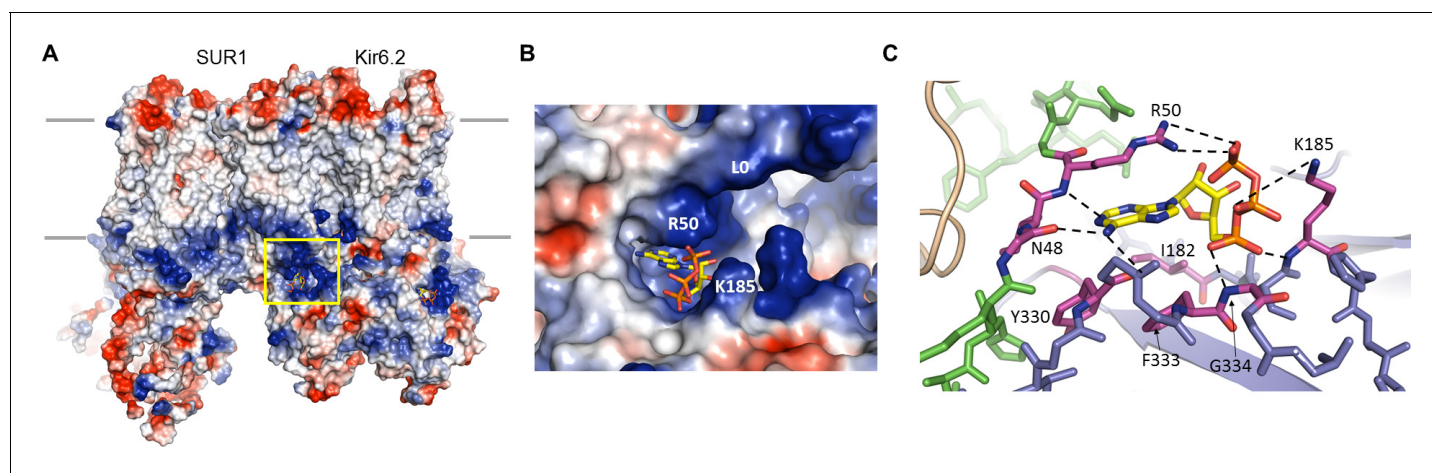 A
SUR1
Kir6.2
B
L0
R50
K185
C
R50
K185
N48
I182
Y330
F333
G334